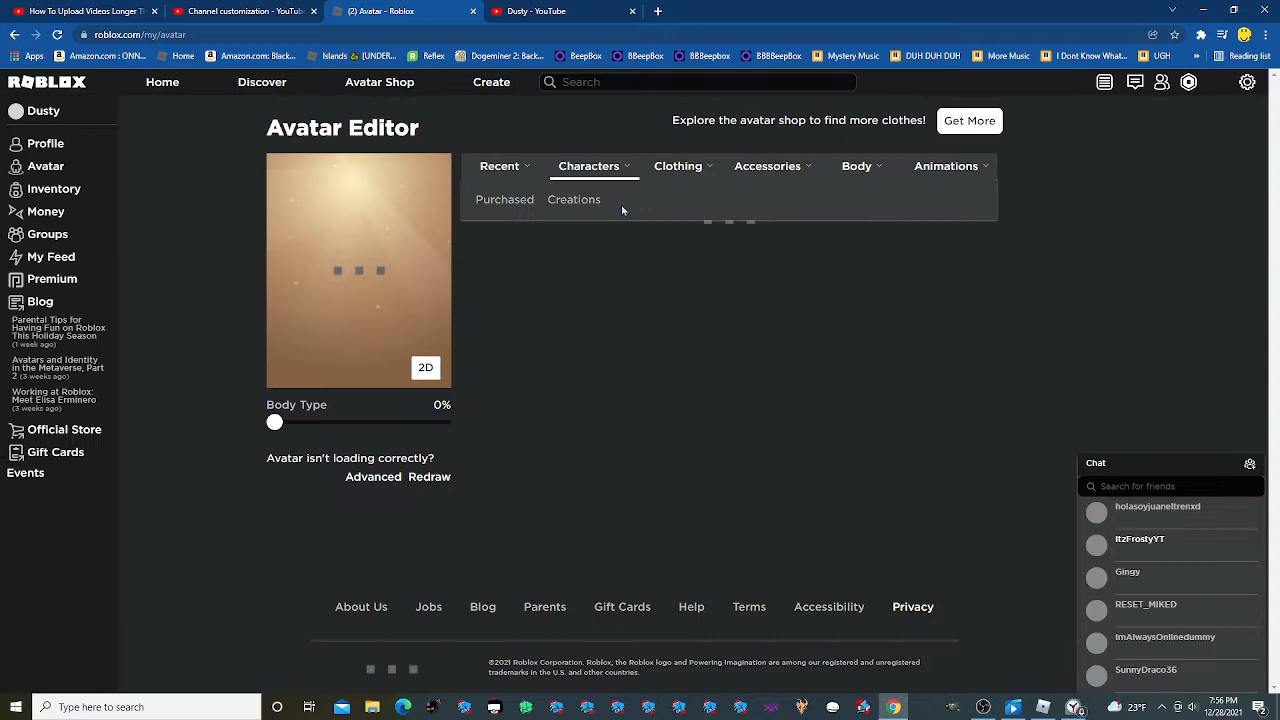 How To Upload Videos Longer T
Channel customization - YouTube
(2) Avatar - Roblox
Dusty - YouTube
roblox.com/my/avatar
Apps
Amazon.com: ONN...
Home
Amazon.com: Black...
Islands (UNDER...
Reflex
Dogeminer 2: Amon...
BeepBox
BBeepBox
BBBeepBox
BBBeepBox
Mystery Music
DUH DUH DUH
More Music
I Dont Know What...
UGH
Reading list
ROBLOX
Home
Discover
Avatar Shop
Create
Search
Dusty
Profile
Avatar
Inventory
Money
Groups
My Feed
Premium
Blog
Parental Tips for
Having Fun on Roblox
This Holiday Season
(1 week ago)
Avatars and Identity
in the Metaverse, Part
2 (3 weeks ago)
Working at Roblox:
Meet Elisa Erminero
(3 weeks ago)
Official Store
Gift Cards
Events
Avatar Editor
Explore the avatar shop to find more clothes!
Get More
Recent
Characters
Clothing
Accessories
Body
Animations
Purchased
Creations
2D
Body Type 0%
Avatar isn't loading correctly?
Advanced Redraw
Chat
Search for friends
holasoyjuaneltrenxd
ItzFrostyYT
Gingy
RESET_MIKED
ImAlwaysOnlinedummy
SunnyDraco36
About Us
Jobs
Blog
Parents
Gift Cards
Help
Terms
Accessibility
Privacy
©2021 Roblox Corporation. Roblox, the Roblox logo and Powering Imagination are among our registered and unregistered
trademarks in the U.S. and other countries.
Type here to search
23°F
7:56 PM
12/28/2021